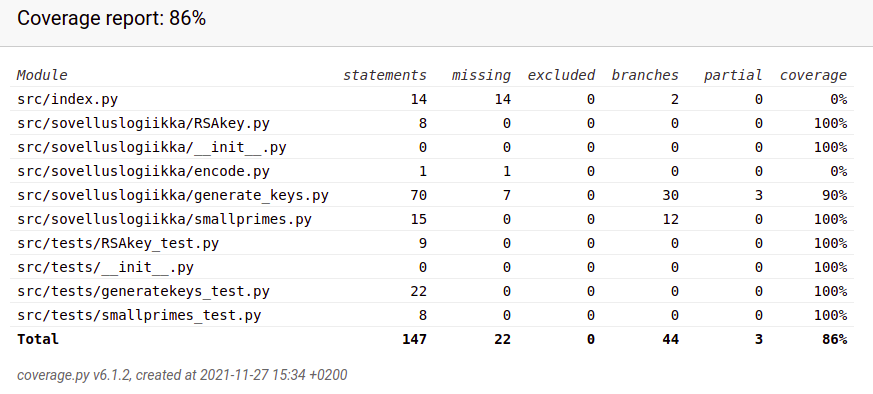 Coverage report: 86%
Module statements missing excluded branches partial coverage
src/index.py 14 14 0 2 0 0%
src/sovelluslogiikka/RSAkey.py 8 0 0 0 0 100%
src/sovelluslogiikka/__init__.py 0 0 0 0 0 100%
src/sovelluslogiikka/encode.py 1 1 0 0 0 0%
src/sovelluslogiikka/generate_keys.py 70 7 0 30 3 90%
src/sovelluslogiikka/smallprimes.py 15 0 0 12 0 100%
src/tests/RSAkey_test.py 9 0 0 0 0 100%
src/tests/__init__.py 0 0 0 0 0 100%
src/tests/generatekeys_test.py 22 0 0 0 0 100%
src/tests/smallprimes_test.py 8 0 0 0 0 100%
Total 147 22 0 44 3 86%
coverage.py v6.1.2, created at 2021-11-27 15:34 +0200